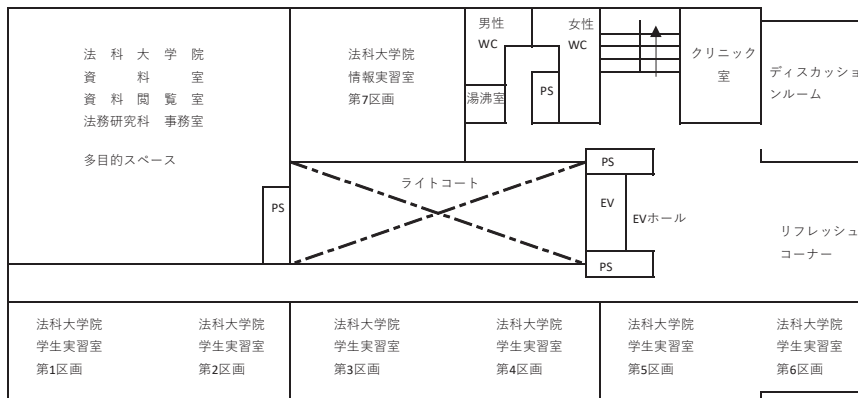 法科大学院
資料室
資料閲覧室
法務研究科 事務室
多目的スペース
法科大学院
情報実習室
第7区画
男性
WC
女性
WC
湯沸室
PS
クリニック
室
ディスカッショ
ンルーム
PS
ライトコート
PS
EV
EVホール
PS
リフレッシュ
コーナー
法科大学院
学生実習室
第1区画
法科大学院
学生実習室
第2区画
法科大学院
学生実習室
第3区画
法科大学院
学生実習室
第4区画
法科大学院
学生実習室
第5区画
法科大学院
学生実習室
第6区画